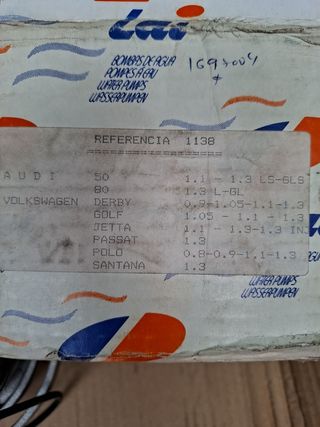 Lai
BOMBAS DE AGUA
POMPES Á EAU
WATER PUMPS
WASSERPUMPEN
REFERENCIA 1138
AUDI 50 1.1 - 1.3 LS-GLS
80 1.3 L-GL
VOLKSWAGEN DERBY 0.9-1.05-1.1-1.3
GOLF 1.05 - 1.1 - 1.3
JETTA 1.1 - 1.3-1.3 INJ
PASSAT 1.3
POLO 0.8-0.9-1.1-1.3
SANTANA 1.3
WATER PUMPS
WASSERPUMPEN